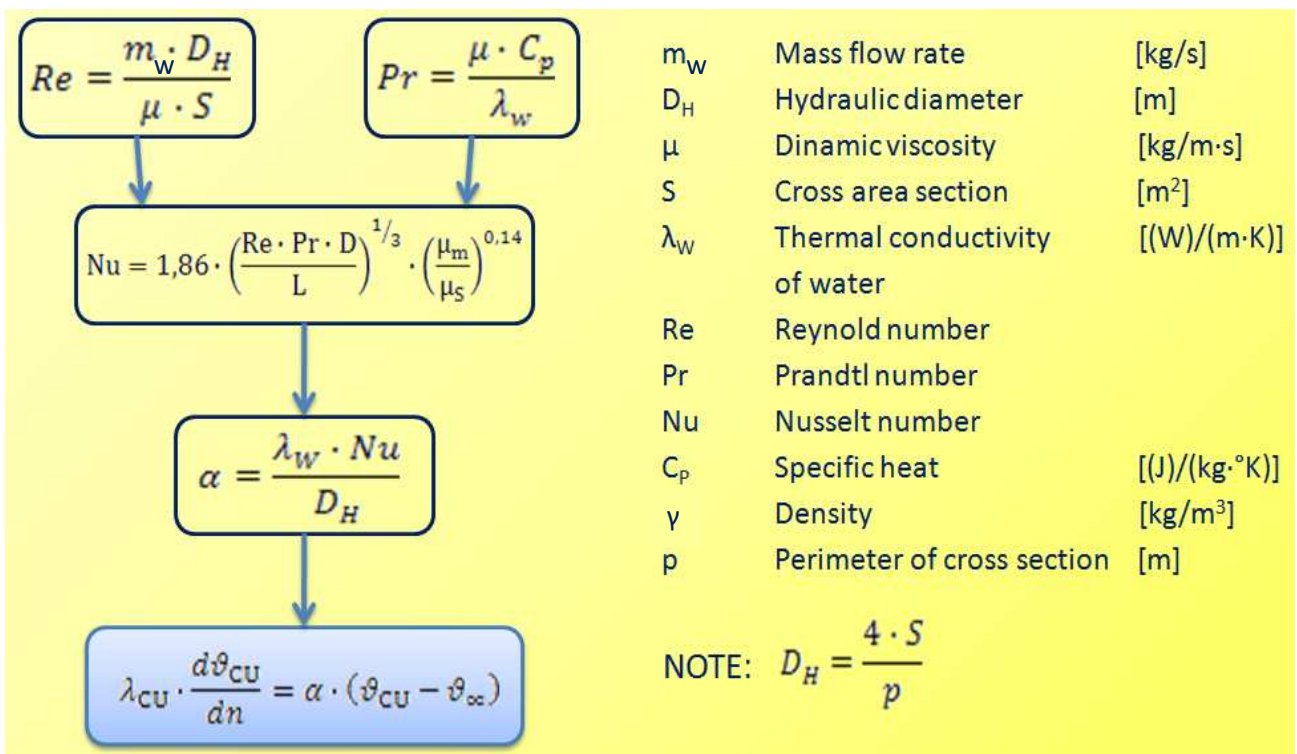 Re = (m_w · D_H) / (μ · S)
Pr = (μ · C_p) / λ_w
Nu = 1,86 · ((Re · Pr · D) / L)^(1/3) · (μ_m / μ_S)^0,14
α = (λ_W · Nu) / D_H
λ_CU · dϑ_CU / dn = α · (ϑ_CU − ϑ_∞)
m_w Mass flow rate [kg/s]
D_H Hydraulic diameter [m]
μ Dinamic viscosity [kg/m·s]
S Cross area section [m²]
λ_W Thermal conductivity [(W)/(m·K)]
of water
Re Reynold number
Pr Prandtl number
Nu Nusselt number
C_P Specific heat [(J)/(kg·°K)]
γ Density [kg/m³]
p Perimeter of cross section [m]
NOTE: D_H = (4 · S) / p